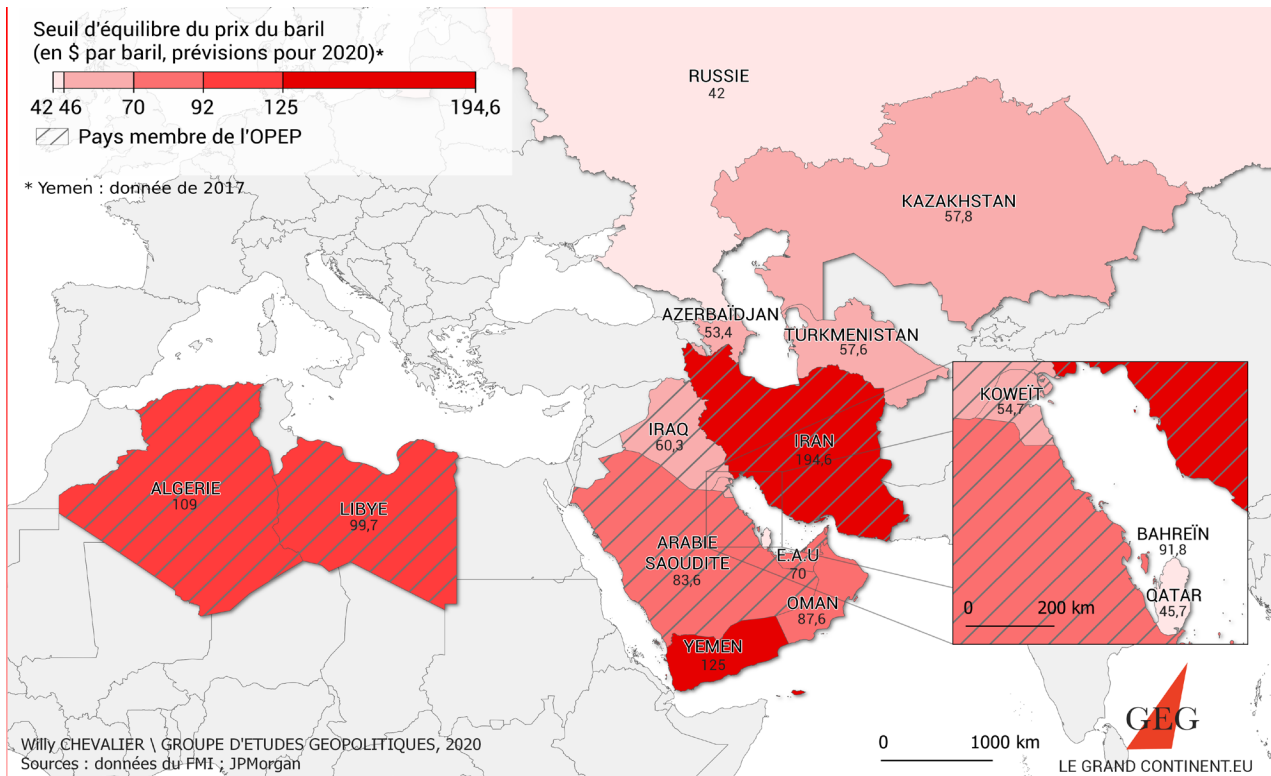 Seuil d'équilibre du prix du baril
(en $ par baril, prévisions pour 2020)*
42 46 70 92 125 194,6
Pays membre de l'OPEP
* Yemen : donnée de 2017
RUSSIE
42
KAZAKHSTAN
57,8
AZERBAÏDJAN
53,4
TURKMENISTAN
57,6
IRAQ
60,3
IRAN
194,6
ALGERIE
109
LIBYE
99,7
ARABIE
SAOUDITE
83,6
E.A.U
70
OMAN
87,6
YEMEN
125
KOWEÏT
54,7
BAHREÏN
91,8
QATAR
45,7
0 200 km
0 1000 km
GEG
LE GRAND CONTINENT.EU
Willy CHEVALIER \ GROUPE D'ETUDES GEOPOLITIQUES, 2020
Sources : données du FMI ; JPMorgan